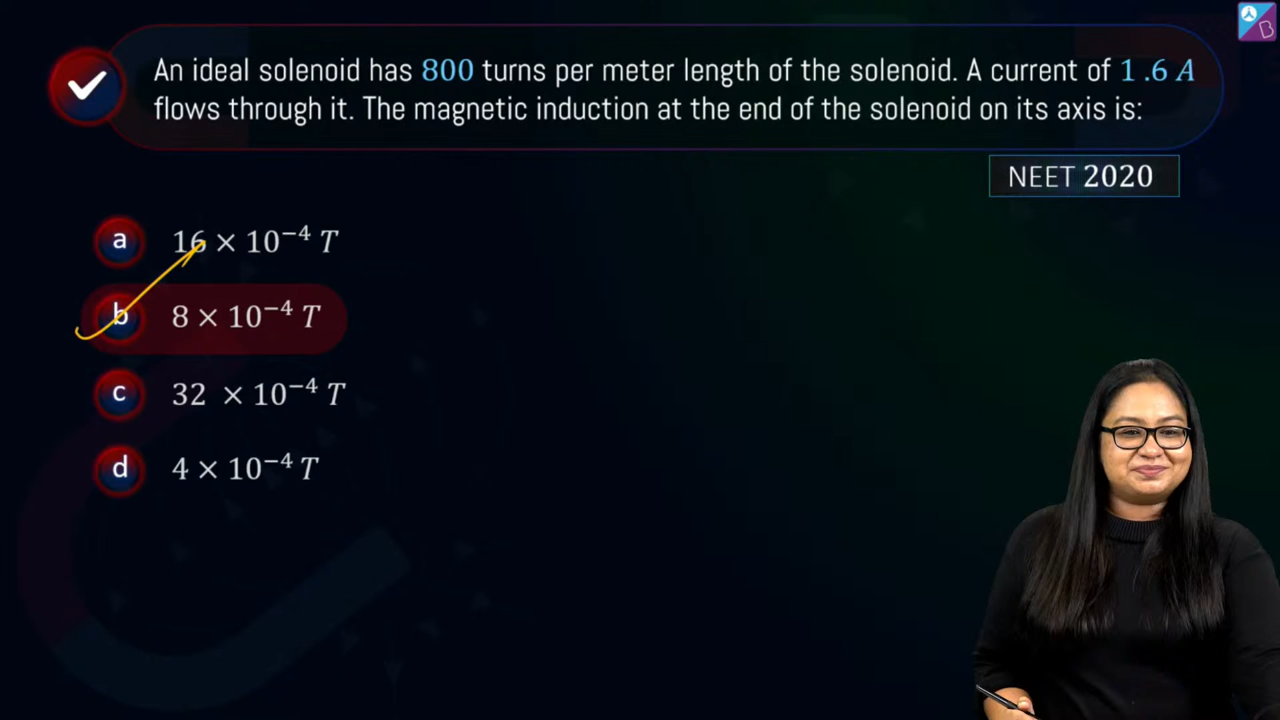 An ideal solenoid has 800 turns per meter length of the solenoid. A current of 1 .6 A
flows through it. The magnetic induction at the end of the solenoid on its axis is:
NEET 2020
a 16 × 10⁻⁴ T
b 8 × 10⁻⁴ T
c 32 × 10⁻⁴ T
d 4 × 10⁻⁴ T
B